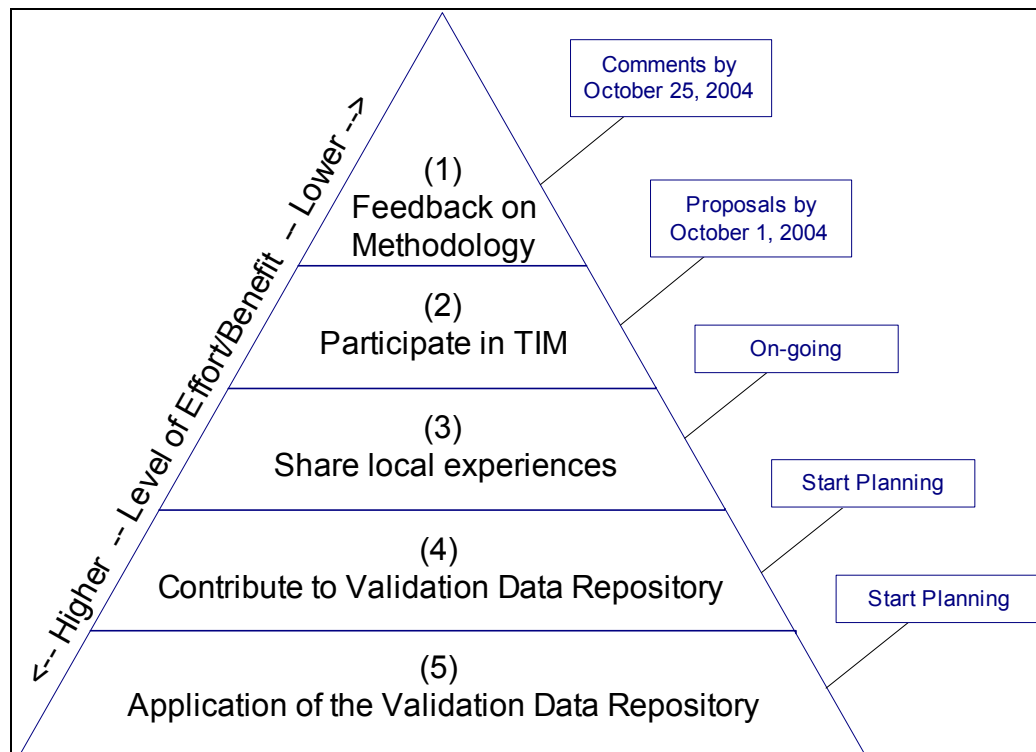 Comments by
October 25, 2004
(1)
Feedback on
Methodology
Proposals by
October 1, 2004
(2)
Participate in TIM
On-going
(3)
Share local experiences
Start Planning
(4)
Contribute to Validation Data Repository
Start Planning
(5)
Application of the Validation Data Repository
<--- Higher -- Level of Effort/Benefit -- Lower -->